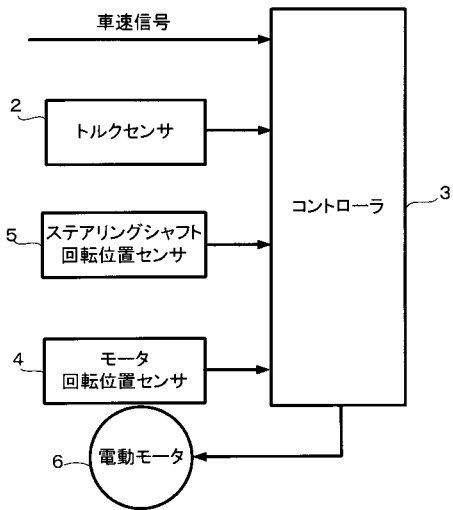 車速信号
2
トルクセンサ
コントローラ
3
5
ステアリングシャフト
回転位置センサ
4
モータ
回転位置センサ
6
電動モータ